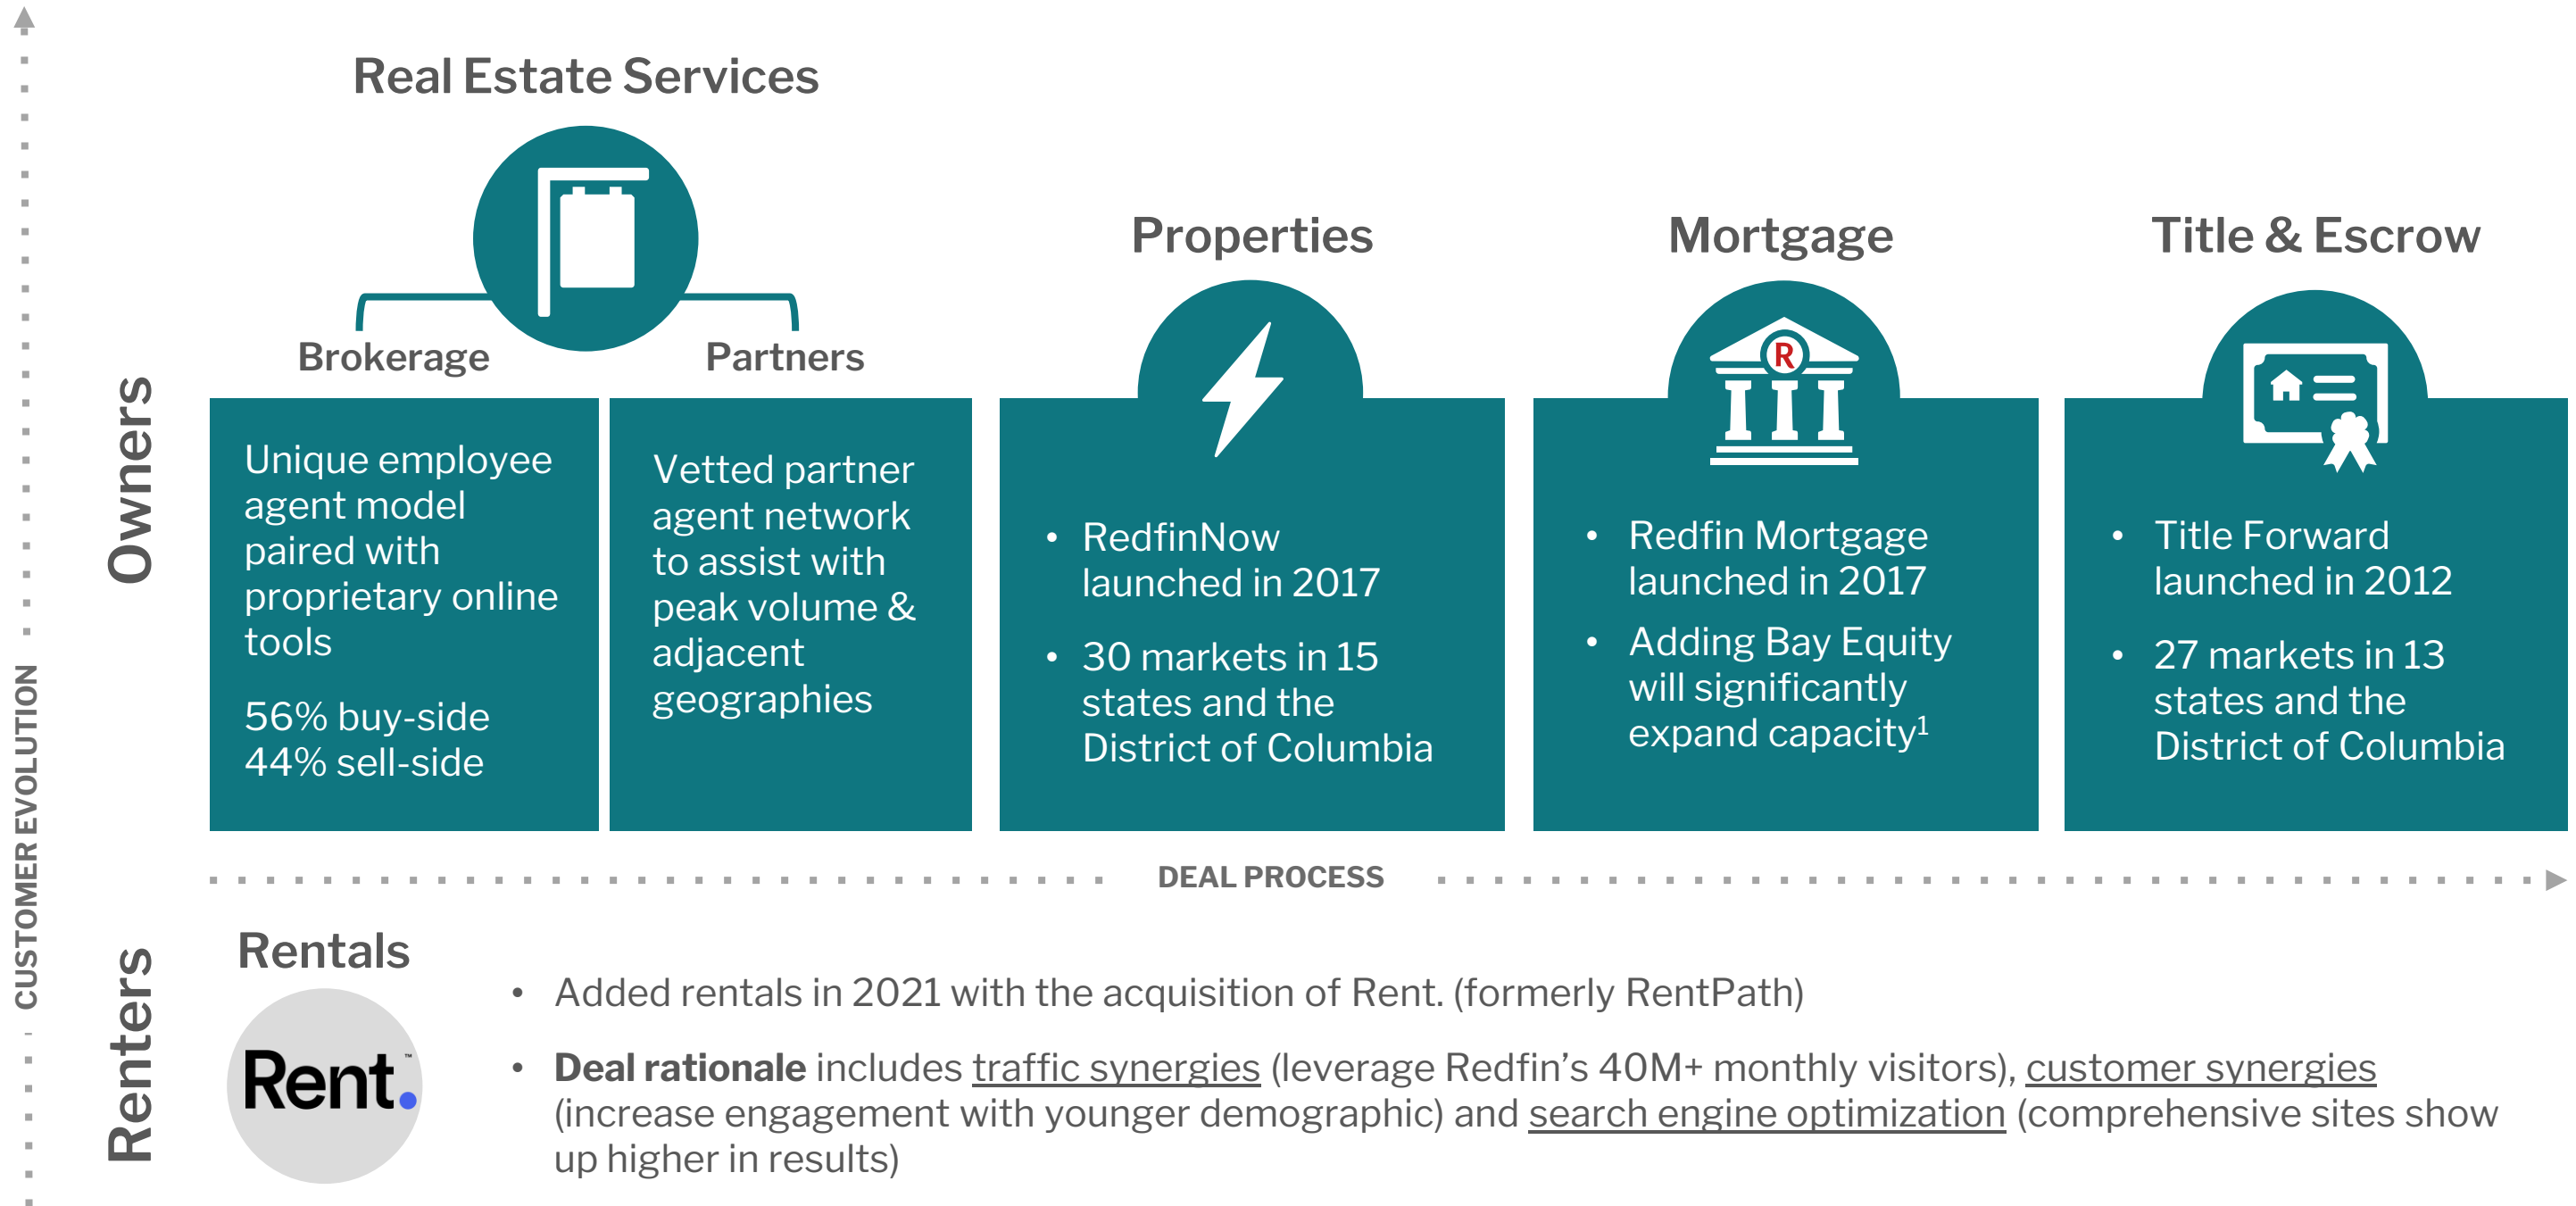 Real Estate Services
Brokerage
Partners
Properties
Mortgage
R
Title & Escrow
Owners
Unique employee
agent model
paired with
proprietary online
tools
56% buy-side
44% sell-side
Vetted partner
agent network
to assist with
peak volume &
adjacent
geographies
• RedfinNow
launched in 2017
• 30 markets in 15
states and the
District of Columbia
• Redfin Mortgage
launched in 2017
• Adding Bay Equity
will significantly
expand capacity¹
• Title Forward
launched in 2012
• 27 markets in 13
states and the
District of Columbia
CUSTOMER EVOLUTION
DEAL PROCESS
Renters
Rentals
Rent.™
• Added rentals in 2021 with the acquisition of Rent. (formerly RentPath)
• Deal rationale includes traffic synergies (leverage Redfin’s 40M+ monthly visitors), customer synergies
(increase engagement with younger demographic) and search engine optimization (comprehensive sites show
up higher in results)